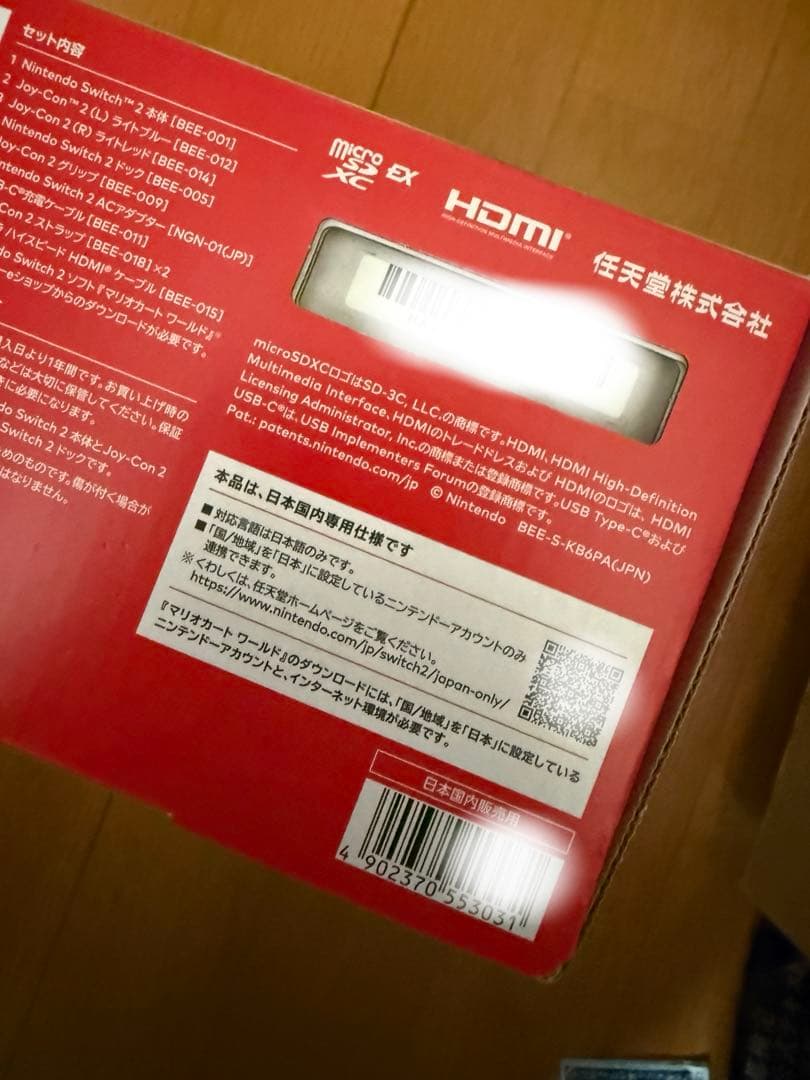 セット内容
1 Nintendo Switch™ 2 本体 [BEE-001]
2 Joy-Con™ 2 (L) ライトブルー [BEE-012]
Joy-Con 2 (R) ライトレッド [BEE-014]
Nintendo Switch 2 ドック [BEE-005]
Joy-Con 2 グリップ [BEE-009]
Nintendo Switch 2 ACアダプター [NGN-01(JP)]
B-C®充電ケーブル [BEE-011]
Con 2 ストラップ [BEE-018] ×2
ハイスピード HDMI® ケーブル [BEE-015]
do Switch 2 ソフト『マリオカート ワールド』®
eショップからのダウンロードが必要です。
入日より1年間です。お買い上げ時の
などは大切に保管してください。保証
に必要になります。
do Switch 2 本体とJoy-Con 2
Switch 2 ドックです。
ためのものです。傷が付く場合が
はなりません。
micro SD XC EX
HDMI®
HIGH-DEFINITION MULTIMEDIA INTERFACE
任天堂株式会社
microSDXCロゴはSD-3C, LLC.の商標です。HDMI、HDMI High-Definition
Multimedia Interface、HDMIのトレードドレスおよび HDMIのロゴは、HDMI
Licensing Administrator, Inc.の商標または登録商標です。USB Type-C®および
USB-C®は、USB Implementers Forumの登録商標です。
Pat.: patents.nintendo.com/jp © Nintendo BEE-S-KB6PA(JPN)
本品は、日本国内専用仕様です
■ 対応言語は日本語のみです。
■ 「国/地域」を「日本」に設定しているニンテンドーアカウントのみ
連携できます。
※ くわしくは、任天堂ホームページをご覧ください。
https://www.nintendo.com/jp/switch2/japan-only/
『マリオカート ワールド』のダウンロードには、「国/地域」を「日本」に設定している
ニンテンドーアカウントと、インターネット環境が必要です。
日本国内販売用
4 902370 553031